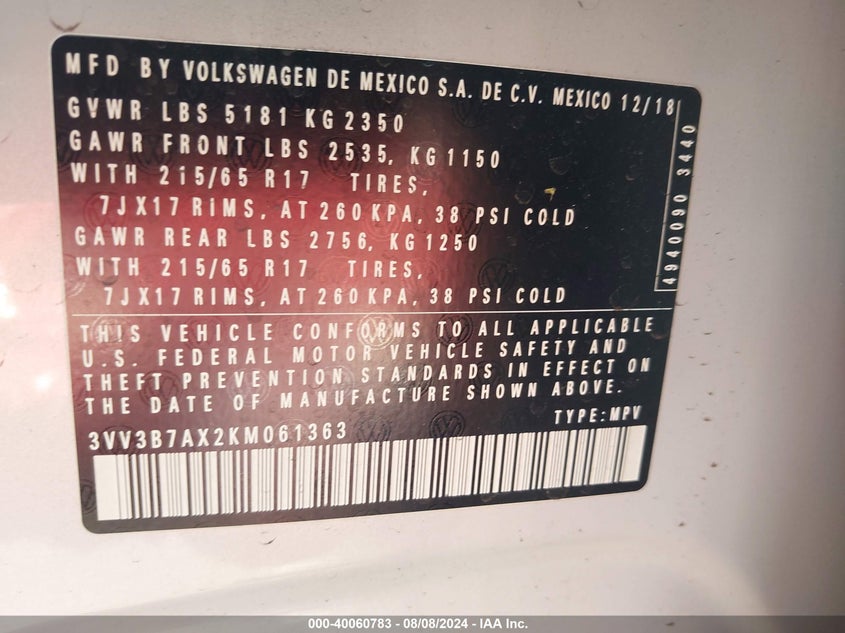 MFD BY VOLKSWAGEN DE MEXICO S.A. DE C.V. MEXICO 12/18
GVWR LBS 5181 KG 2350
GAWR FRONT LBS 2535, KG 1150
WITH 215/65 R17 TIRES,
7JX17 RIMS, AT 260 KPA, 38 PSI COLD
GAWR REAR LBS 2756, KG 1250
WITH 215/65 R17 TIRES,
7JX17 RIMS, AT 260 KPA, 38 PSI COLD
4940090 3440
THIS VEHICLE CONFORMS TO ALL APPLICABLE
U.S. FEDERAL MOTOR VEHICLE SAFETY AND
THEFT PREVENTION STANDARDS IN EFFECT ON
THE DATE OF MANUFACTURE SHOWN ABOVE.
3VV3B7AX2KM061363 TYPE: MPV
000-40060783 - 08/08/2024 - IAA Inc.